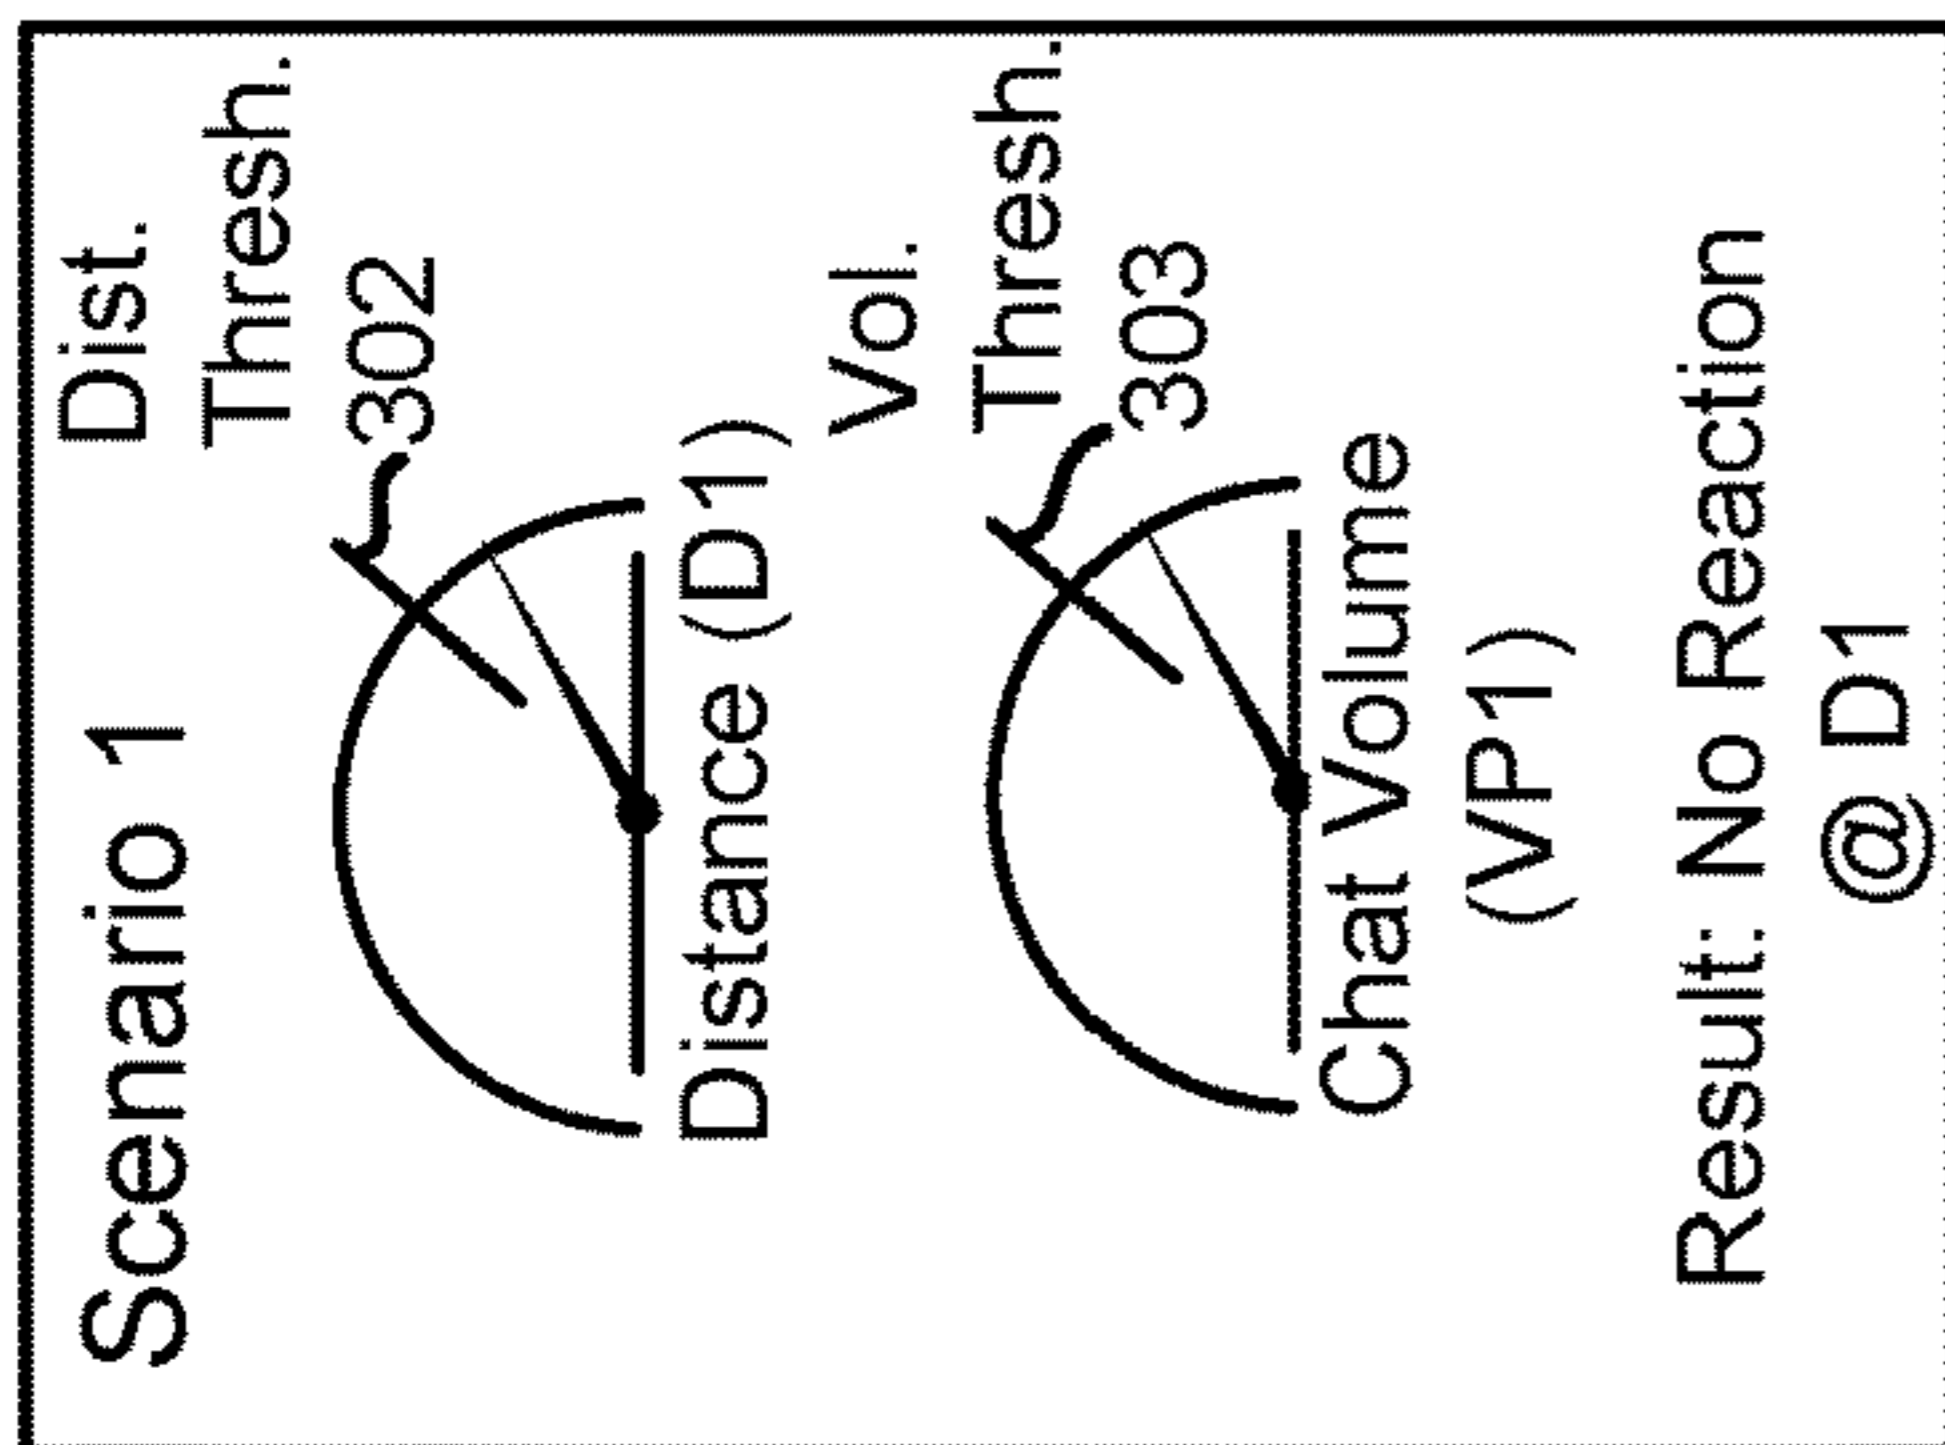 Scenario 1
Dist.
Thresh.
302
Distance (D1)
Vol.
Thresh.
303
Chat Volume
(VP1)
Result: No Reaction
@ D1